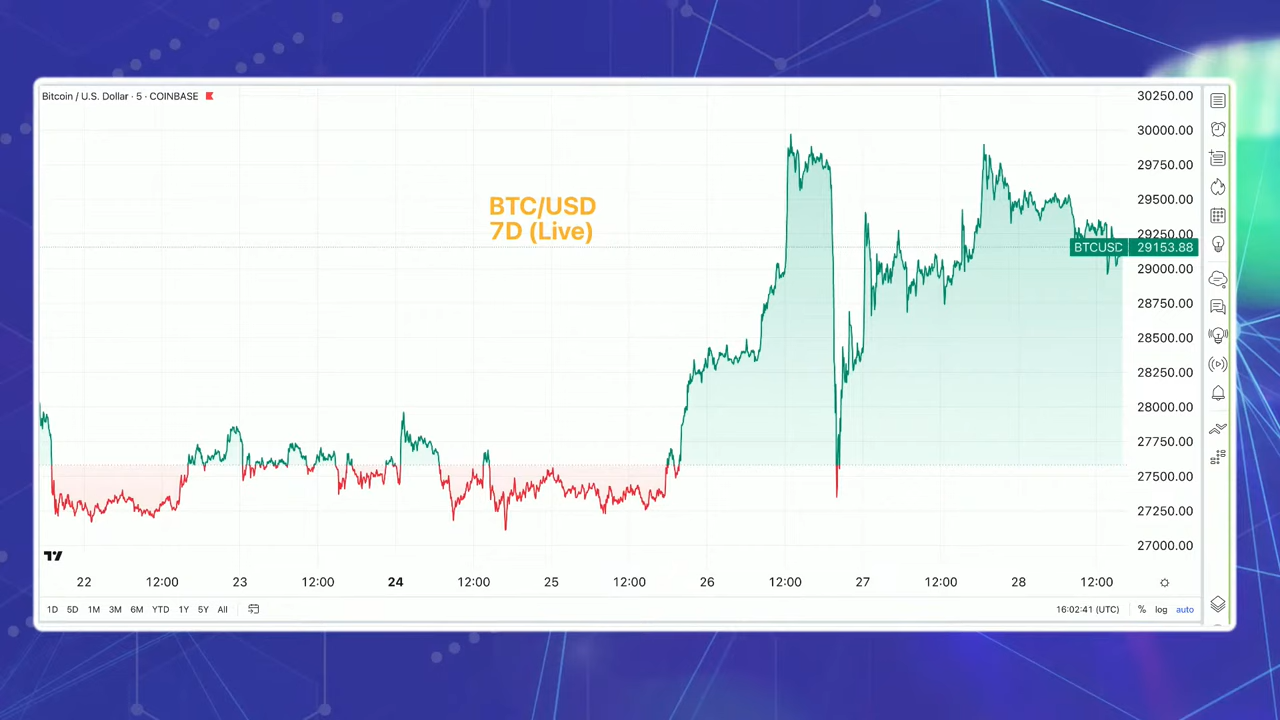 Bitcoin / U.S. Dollar · 5 · COINBASE
BTC/USD
7D (Live)
30250.00
30000.00
29750.00
29500.00
29250.00
BTCUSD 29153.88
29000.00
28750.00
28500.00
28250.00
28000.00
27750.00
27500.00
27250.00
27000.00
22 12:00 23 12:00 24 12:00 25 12:00 26 12:00 27 12:00 28 12:00
1D 5D 1M 3M 6M YTD 1Y 5Y All 16:02:41 (UTC) % log auto